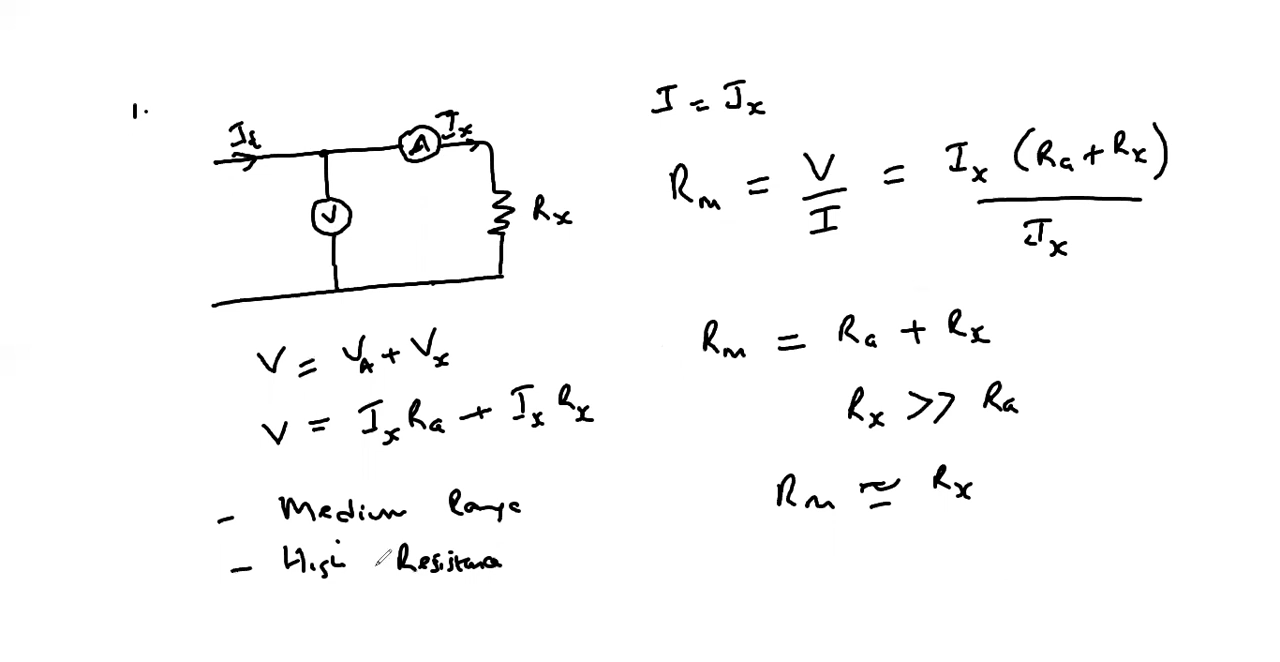 1.
I_t
A
I_x
V
R_x
V = V_A + V_x
V = I_x R_a + I_x R_x
- Medium Range
- High Resistance
I = I_x
R_m = V/I = I_x (R_a + R_x) / I_x
R_m = R_a + R_x
R_x >> R_a
R_m ≈ R_x